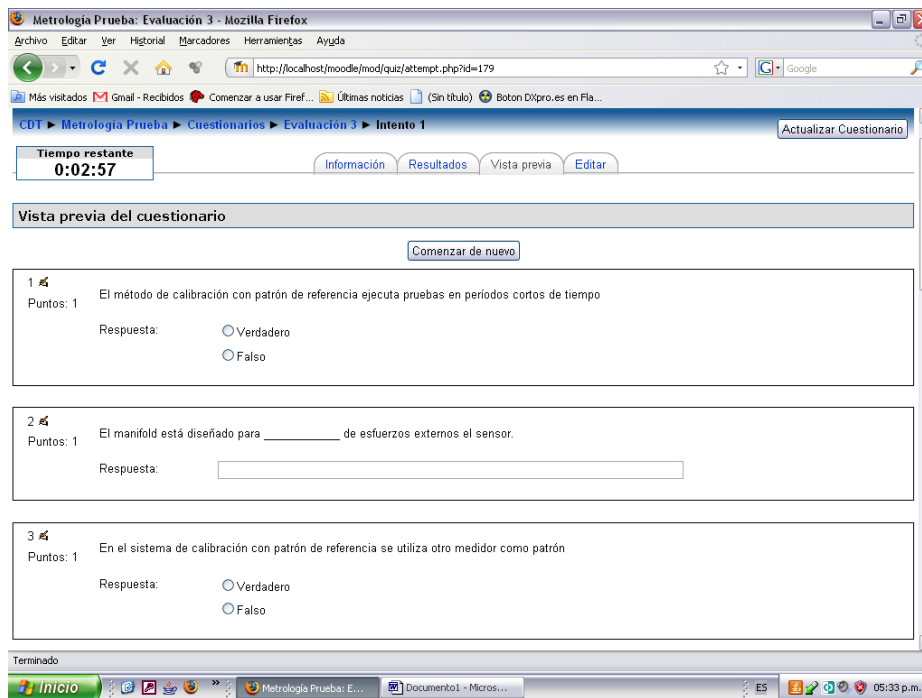 Metrología Prueba: Evaluación 3 - Mozilla Firefox
Archivo Editar Ver Historial Marcadores Herramientas Ayuda
http://localhost/moodle/mod/quiz/attempt.php?id=179
G Google
Más visitados Gmail - Recibidos Comenzar a usar Firef... Últimas noticias (Sin título) Boton DXpro.es en Fla...
CDT ► Metrología Prueba ► Cuestionarios ► Evaluación 3 ► Intento 1
Actualizar Cuestionario
Tiempo restante
0:02:57
Información Resultados Vista previa Editar
Vista previa del cuestionario
Comenzar de nuevo
1
Puntos: 1
El método de calibración con patrón de referencia ejecuta pruebas en períodos cortos de tiempo
Respuesta:
Verdadero
Falso
2
Puntos: 1
El manifold está diseñado para ____________ de esfuerzos externos el sensor.
Respuesta:
3
Puntos: 1
En el sistema de calibración con patrón de referencia se utiliza otro medidor como patrón
Respuesta:
Verdadero
Falso
Terminado
Inicio
»
Metrología Prueba: E...
Documento1 - Micros...
ES
05:33 p.m.